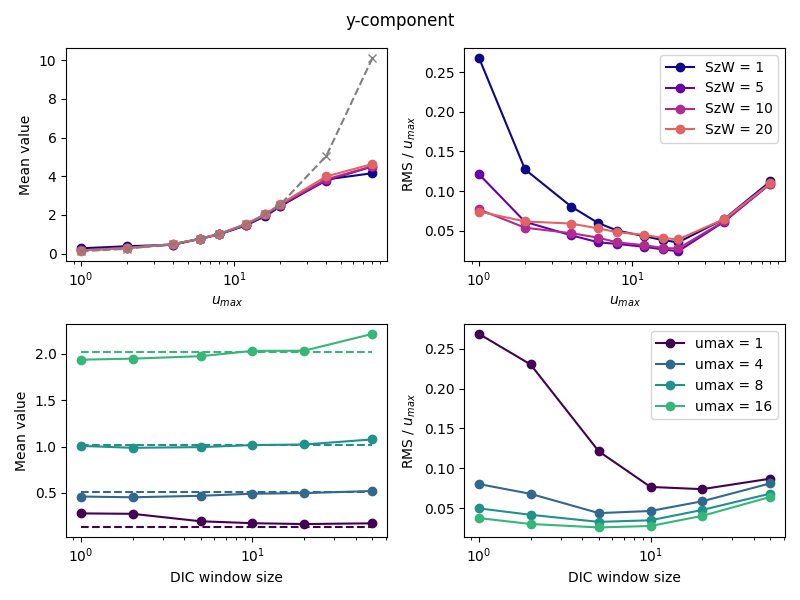 y-component
Mean value
10
8
6
4
2
0
10⁰
10¹
u_max
RMS / u_max
0.25
0.20
0.15
0.10
0.05
SzW = 1
SzW = 5
SzW = 10
SzW = 20
10⁰
10¹
u_max
Mean value
2.0
1.5
1.0
0.5
10⁰
10¹
DIC window size
RMS / u_max
0.25
0.20
0.15
0.10
0.05
umax = 1
umax = 4
umax = 8
umax = 16
10⁰
10¹
DIC window size